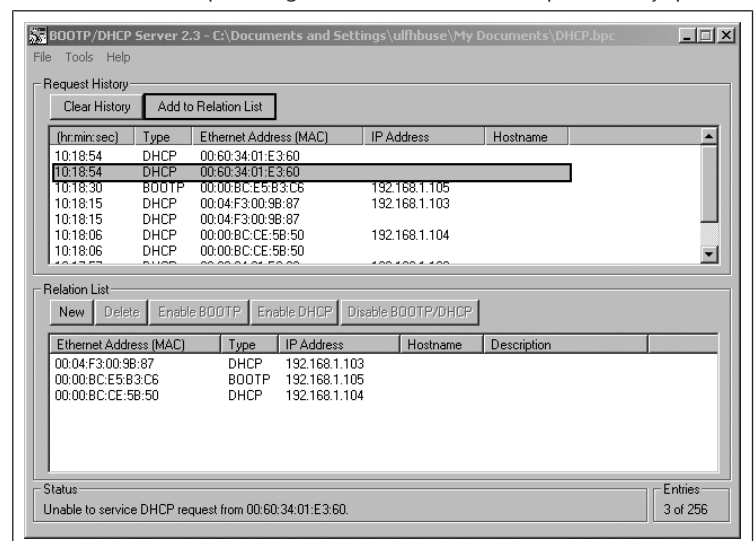 BOOTP/DHCP Server 2.3 - C:\Documents and Settings\ulfhbuse\My Documents\DHCP.bpc
File Tools Help
Request History
Clear History Add to Relation List
(hr:min:sec) Type Ethernet Address (MAC) IP Address Hostname
10:18:54 DHCP 00:60:34:01:E3:60
10:18:54 DHCP 00:60:34:01:E3:60
10:18:30 BOOTP 00:00:BC:E5:B3:C6 192.168.1.105
10:18:15 DHCP 00:04:F3:00:9B:87 192.168.1.103
10:18:15 DHCP 00:04:F3:00:9B:87
10:18:06 DHCP 00:00:BC:CE:5B:50 192.168.1.104
10:18:06 DHCP 00:00:BC:CE:5B:50
Relation List
New Delete Enable BOOTP Enable DHCP Disable BOOTP/DHCP
Ethernet Address (MAC) Type IP Address Hostname Description
00:04:F3:00:9B:87 DHCP 192.168.1.103
00:00:BC:E5:B3:C6 BOOTP 192.168.1.105
00:00:BC:CE:5B:50 DHCP 192.168.1.104
Status
Unable to service DHCP request from 00:60:34:01:E3:60.
Entries
3 of 256